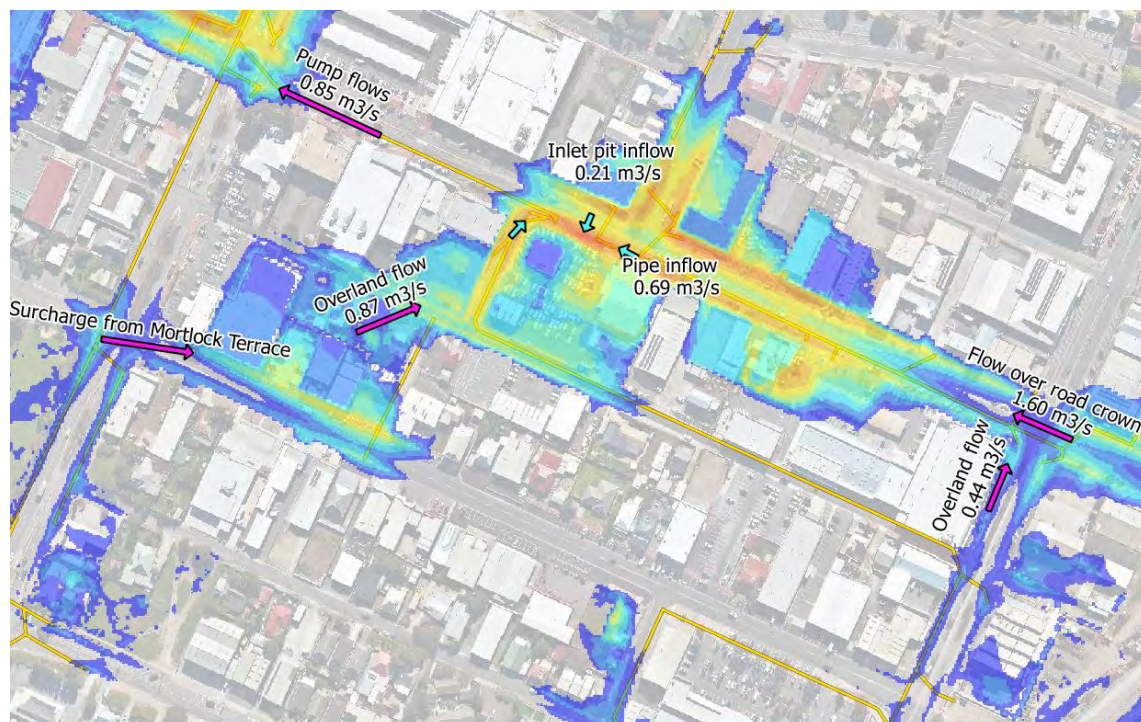 Pump flows
0.85 m3/s
Inlet pit inflow
0.21 m3/s
Overland flow
0.87 m3/s
Pipe inflow
0.69 m3/s
Surcharge from Mortlock Terrace
Flow over road crown
1.60 m3/s
Overland flow
0.44 m3/s